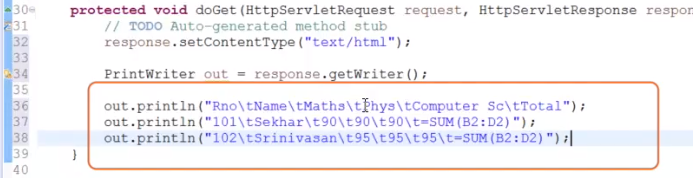 30 protected void doGet(HttpServletRequest request, HttpServletResponse respon
31 // TODO Auto-generated method stub
32 response.setContentType("text/html");
33
34 PrintWriter out = response.getWriter();
35
36 out.println("Rno\tName\tMaths\tPhys\tComputer Sc\tTotal");
37 out.println("101\tSekhar\t90\t90\t90\t=SUM(B2:D2)");
38 out.println("102\tSrinivasan\t95\t95\t95\t=SUM(B2:D2)");
39 }
40